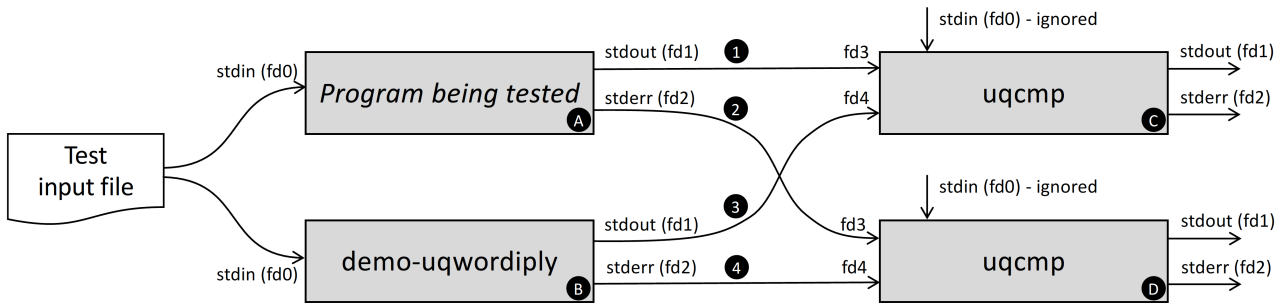 stdin (fd0) - ignored
stdout (fd1)
1
fd3
stdout (fd1)
stdin (fd0)
Program being tested
uqcmp
stderr (fd2)
2
fd4
stderr (fd2)
A
C
Test
input file
stdin (fd0) - ignored
3
stdout (fd1)
fd3
stdout (fd1)
demo-uqwordiply
uqcmp
stdin (fd0)
stderr (fd2)
4
fd4
stderr (fd2)
B
D